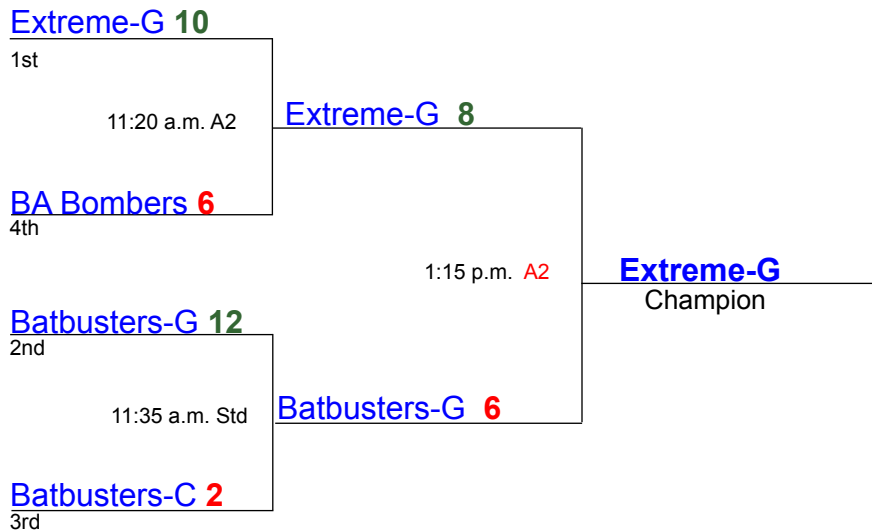 Extreme-G 10
1st
11:20 a.m. A2
Extreme-G 8
BA Bombers 6
4th
1:15 p.m. A2
Extreme-G
Champion
Batbusters-G 12
2nd
11:35 a.m. Std
Batbusters-G 6
Batbusters-C 2
3rd